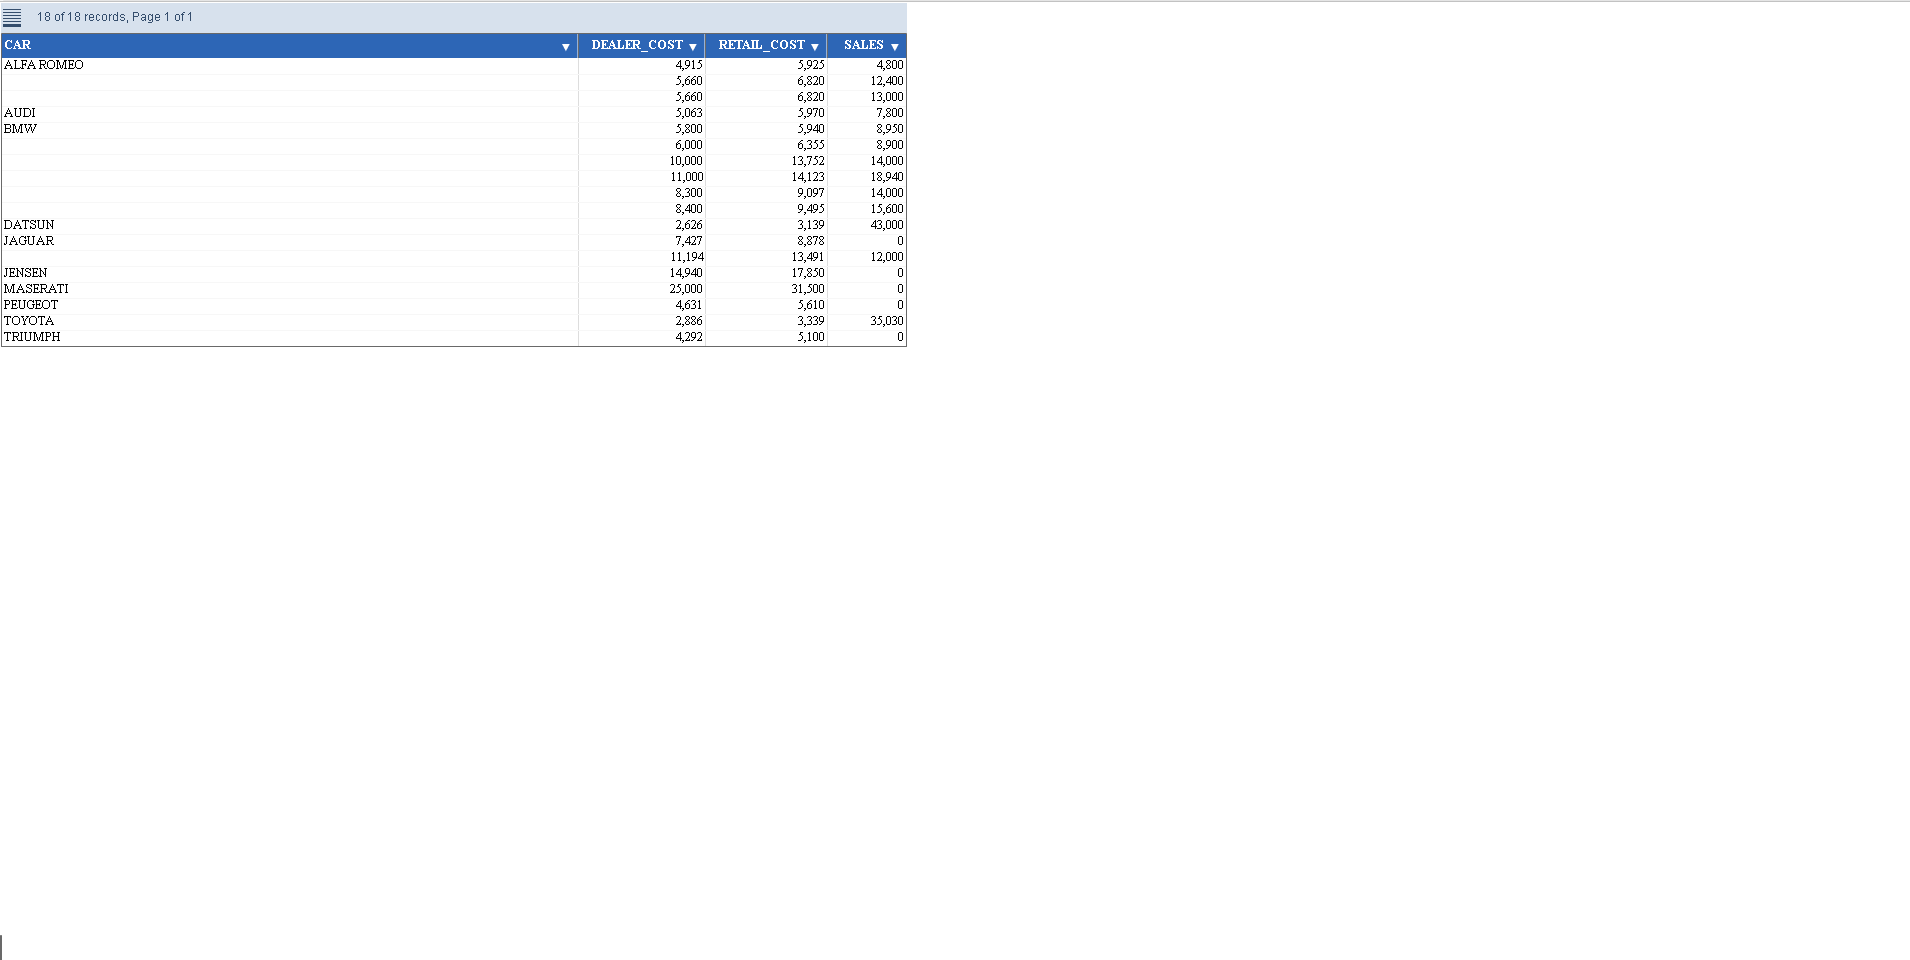 18 of 18 records, Page 1 of 1
CAR DEALER_COST RETAIL_COST SALES
ALFA ROMEO 4,915 5,925 4,800
5,660 6,820 12,400
5,660 6,820 13,000
AUDI 5,063 5,970 7,800
BMW 5,800 5,940 8,950
6,000 6,355 8,900
10,000 13,752 14,000
11,000 14,123 18,940
8,300 9,097 14,000
8,400 9,495 15,600
DATSUN 2,626 3,139 43,000
JAGUAR 7,427 8,878 0
11,194 13,491 12,000
JENSEN 14,940 17,850 0
MASERATI 25,000 31,500 0
PEUGEOT 4,631 5,610 0
TOYOTA 2,886 3,339 35,030
TRIUMPH 4,292 5,100 0